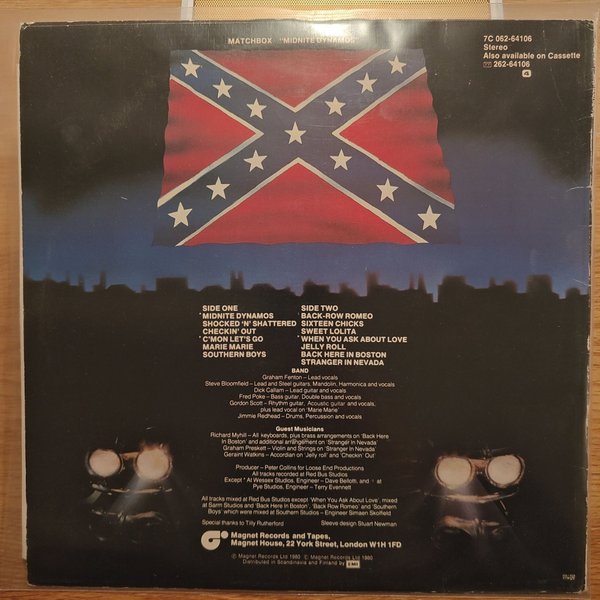 MATCHBOX "MIDNITE DYNAMOS"
7C 062-64106
Stereo
Also available on Cassette
262-64106
4
SIDE ONE
*MIDNITE DYNAMOS
SHOCKED 'N' SHATTERED
CHECKIN' OUT
*C'MON LET'S GO
MARIE MARIE
SOUTHERN BOYS
SIDE TWO
BACK-ROW ROMEO
SIXTEEN CHICKS
SWEET LOLITA
*WHEN YOU ASK ABOUT LOVE
JELLY ROLL
BACK HERE IN BOSTON
STRANGER IN NEVADA
BAND
Graham Fenton – Lead vocals
Steve Bloomfield – Lead and Steel guitars, Mandolin, Harmonica and vocals
Dick Callam – Lead guitar and vocals
Fred Poke – Bass guitar, Double bass and vocals
Gordon Scott – Rhythm guitar, Acoustic guitar and vocals,
plus lead vocal on 'Marie Marie'
Jimmie Redhead – Drums, Percussion and vocals
Guest Musicians
Richard Myhill – All keyboards, plus brass arrangements on 'Back Here
In Boston' and additional arrangement on 'Stranger In Nevada'
Graham Preskett – Violin and Strings on 'Stranger In Nevada'
Geraint Watkins – Accordian on 'Jelly roll' and 'Checkin' Out'
Producer – Peter Collins for Loose End Productions
All tracks recorded at Red Bus Studios
Except * At Wessex Studios, Engineer – Dave Bellotti, and + at
Pye Studios, Engineer – Terry Evennett
All tracks mixed at Red Bus Studios except 'When You Ask About Love', mixed
at Sarm Studios and 'Back Here In Boston', 'Back Row Romeo' and 'Southern
Boys' which were mixed at Southern Studios – Engineer Simaen Skolfield
Special thanks to Tilly Rutherford
Sleeve design Stuart Newman
Magnet Records and Tapes,
Magnet House, 22 York Street, London W1H 1FD
Ⓟ Magnet Records Ltd 1980 © Magnet Records Ltd 1980
Distributed in Scandinavia and Finland by EMI